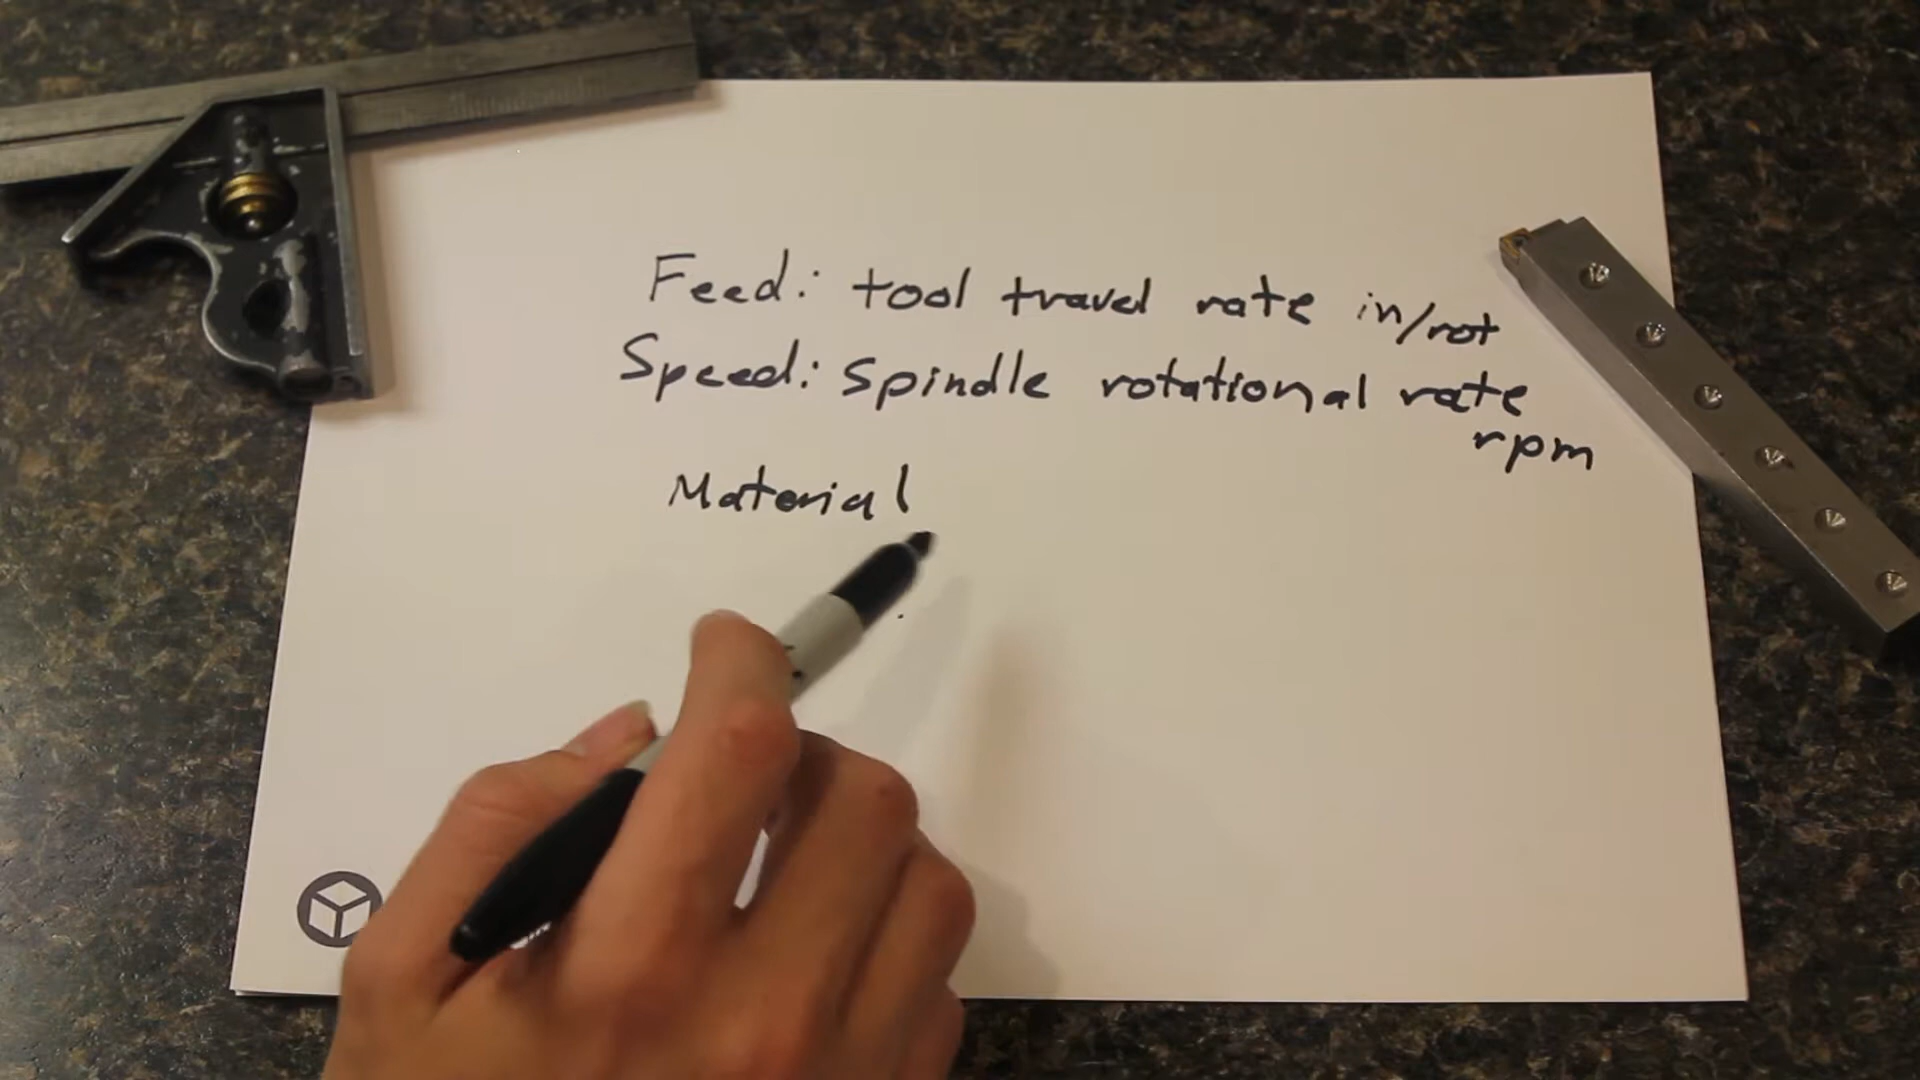 Feed: tool travel rate in/rot
Speed: Spindle rotational rate
rpm
Material